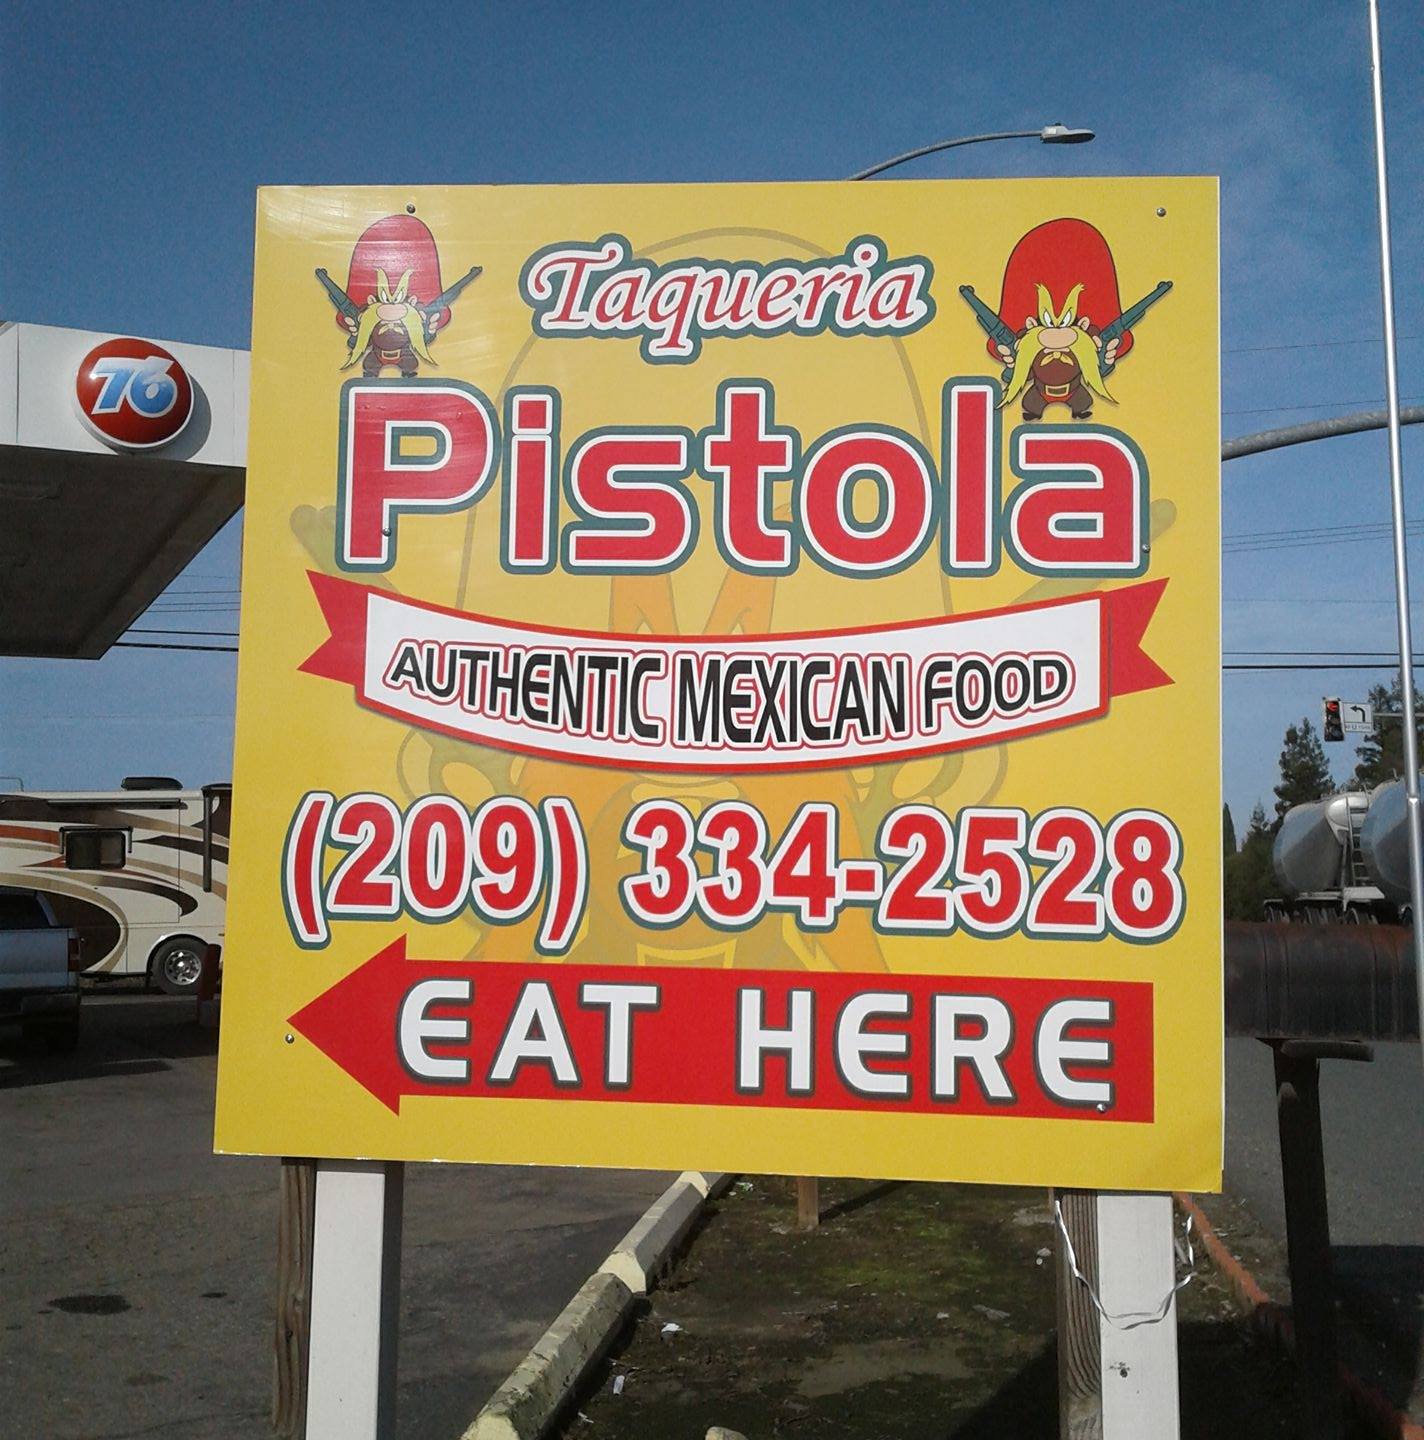 Taqueria
Pistola
AUTHENTIC MEXICAN FOOD
(209) 334-2528
EAT HERE
76